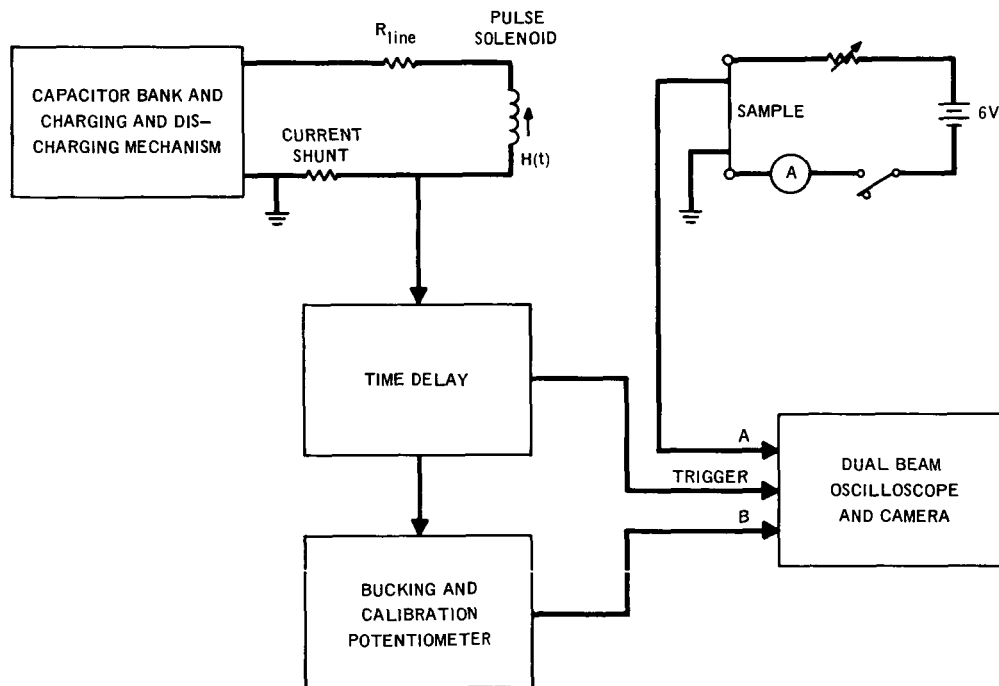 CAPACITOR BANK AND
CHARGING AND DIS-
CHARGING MECHANISM
R_line
PULSE
SOLENOID
CURRENT
SHUNT
H(t)
SAMPLE
6V
A
TIME DELAY
A
TRIGGER
B
DUAL BEAM
OSCILLOSCOPE
AND CAMERA
BUCKING AND
CALIBRATION
POTENTIOMETER